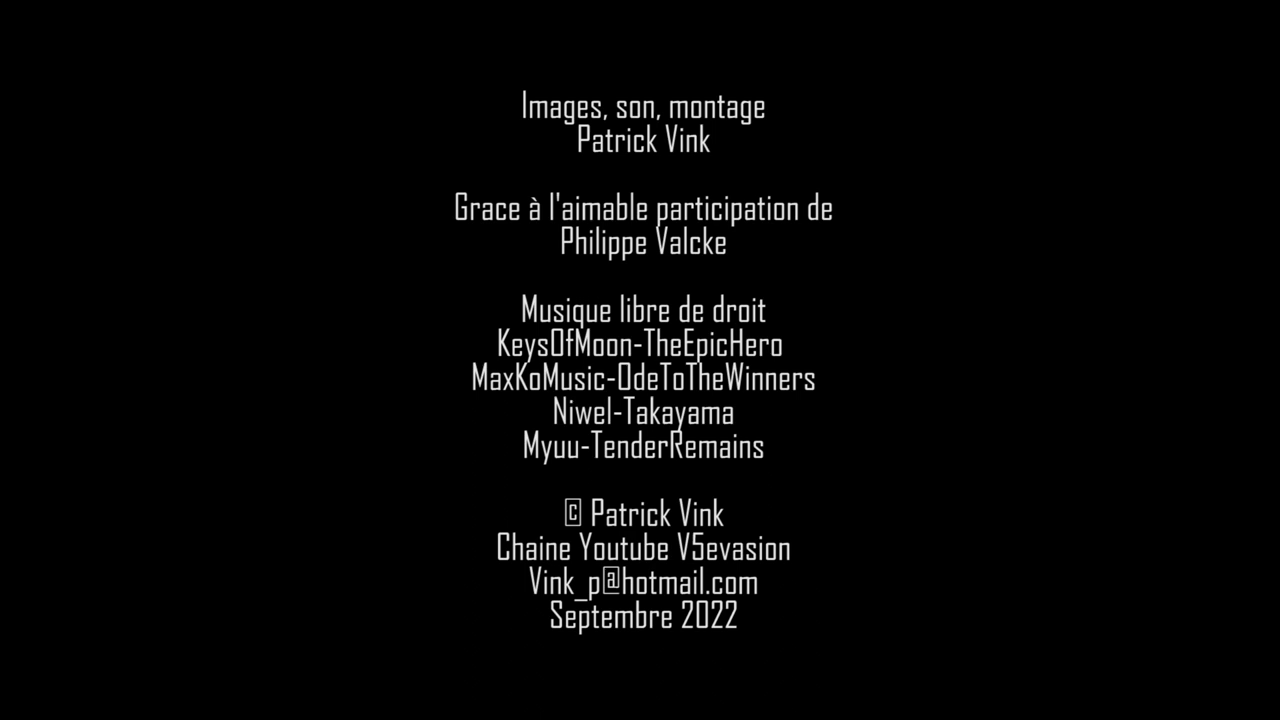 Images, son, montage
Patrick Vink
Grace à l'aimable participation de
Philippe Valcke
Musique libre de droit
KeysOfMoon-TheEpicHero
MaxKoMusic-OdeToTheWinners
Niwel-Takayama
Myuu-TenderRemains
© Patrick Vink
Chaine Youtube V5evasion
Vink_p@hotmail.com
Septembre 2022